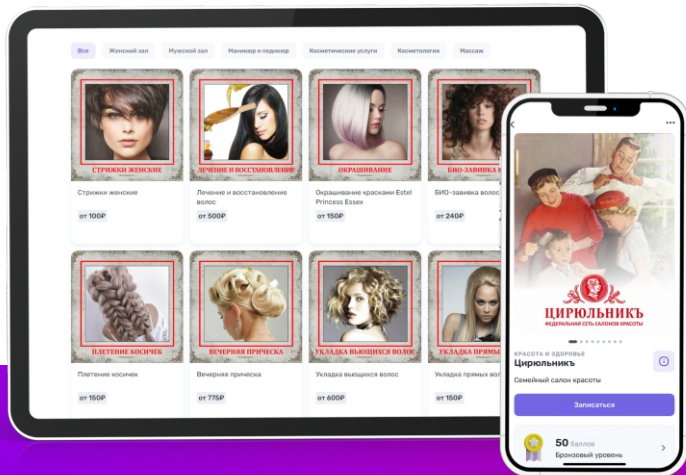 Все Женский зал Мужской зал Маникюр и педикюр Косметические услуги Косметология Массаж
СТРИЖКИ ЖЕНСКИЕ
ЛЕЧЕНИЕ И ВОССТАНОВЛЕНИЕ
ОКРАШИВАНИЕ
БИО-ЗАВИВКА
Стрижки женские
Лечение и восстановление
волос
Окрашивание красками Estel
Princess Essex
БИО-завивка волос
от 100₽
от 500₽
от 150₽
от 240₽
ПЛЕТЕНИЕ КОСИЧЕК
ВЕЧЕРНЯЯ ПРИЧЕСКА
УКЛАДКА ВЬЮЩИХСЯ ВОЛОС
УКЛАДКА ПРЯМЫ
Плетение косичек
Вечерняя прическа
Укладка вьющихся волос
Укладка прямых вол
от 150₽
от 775₽
от 600₽
от 150₽
ЦИРЮЛЬНИКЪ
ФЕДЕРАЛЬНАЯ СЕТЬ САЛОНОВ КРАСОТЫ
КРАСОТА И ЗДОРОВЬЕ
Цирюльникъ
Семейный салон красоты
Записаться
50 баллов
Бронзовый уровень